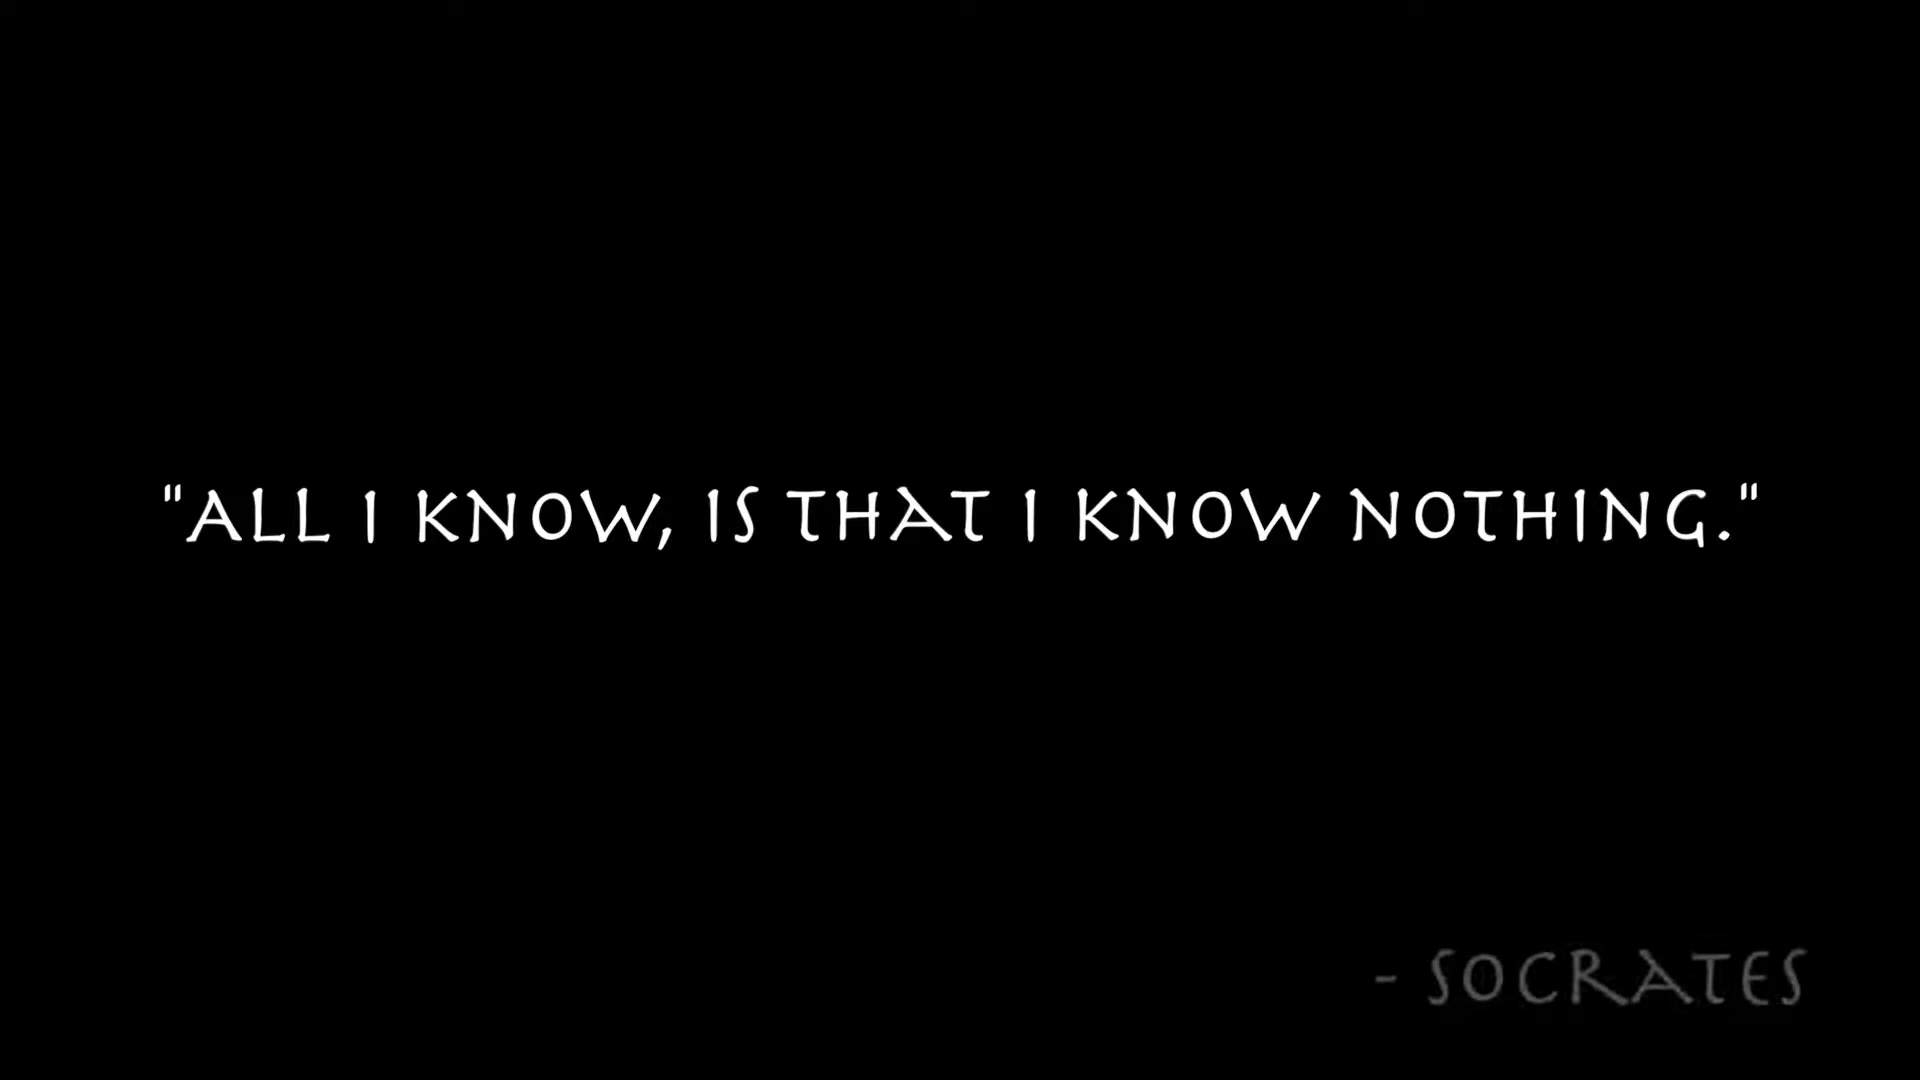 "ALL I KNOW, IS THAT I KNOW NOTHING."
- SOCRATES